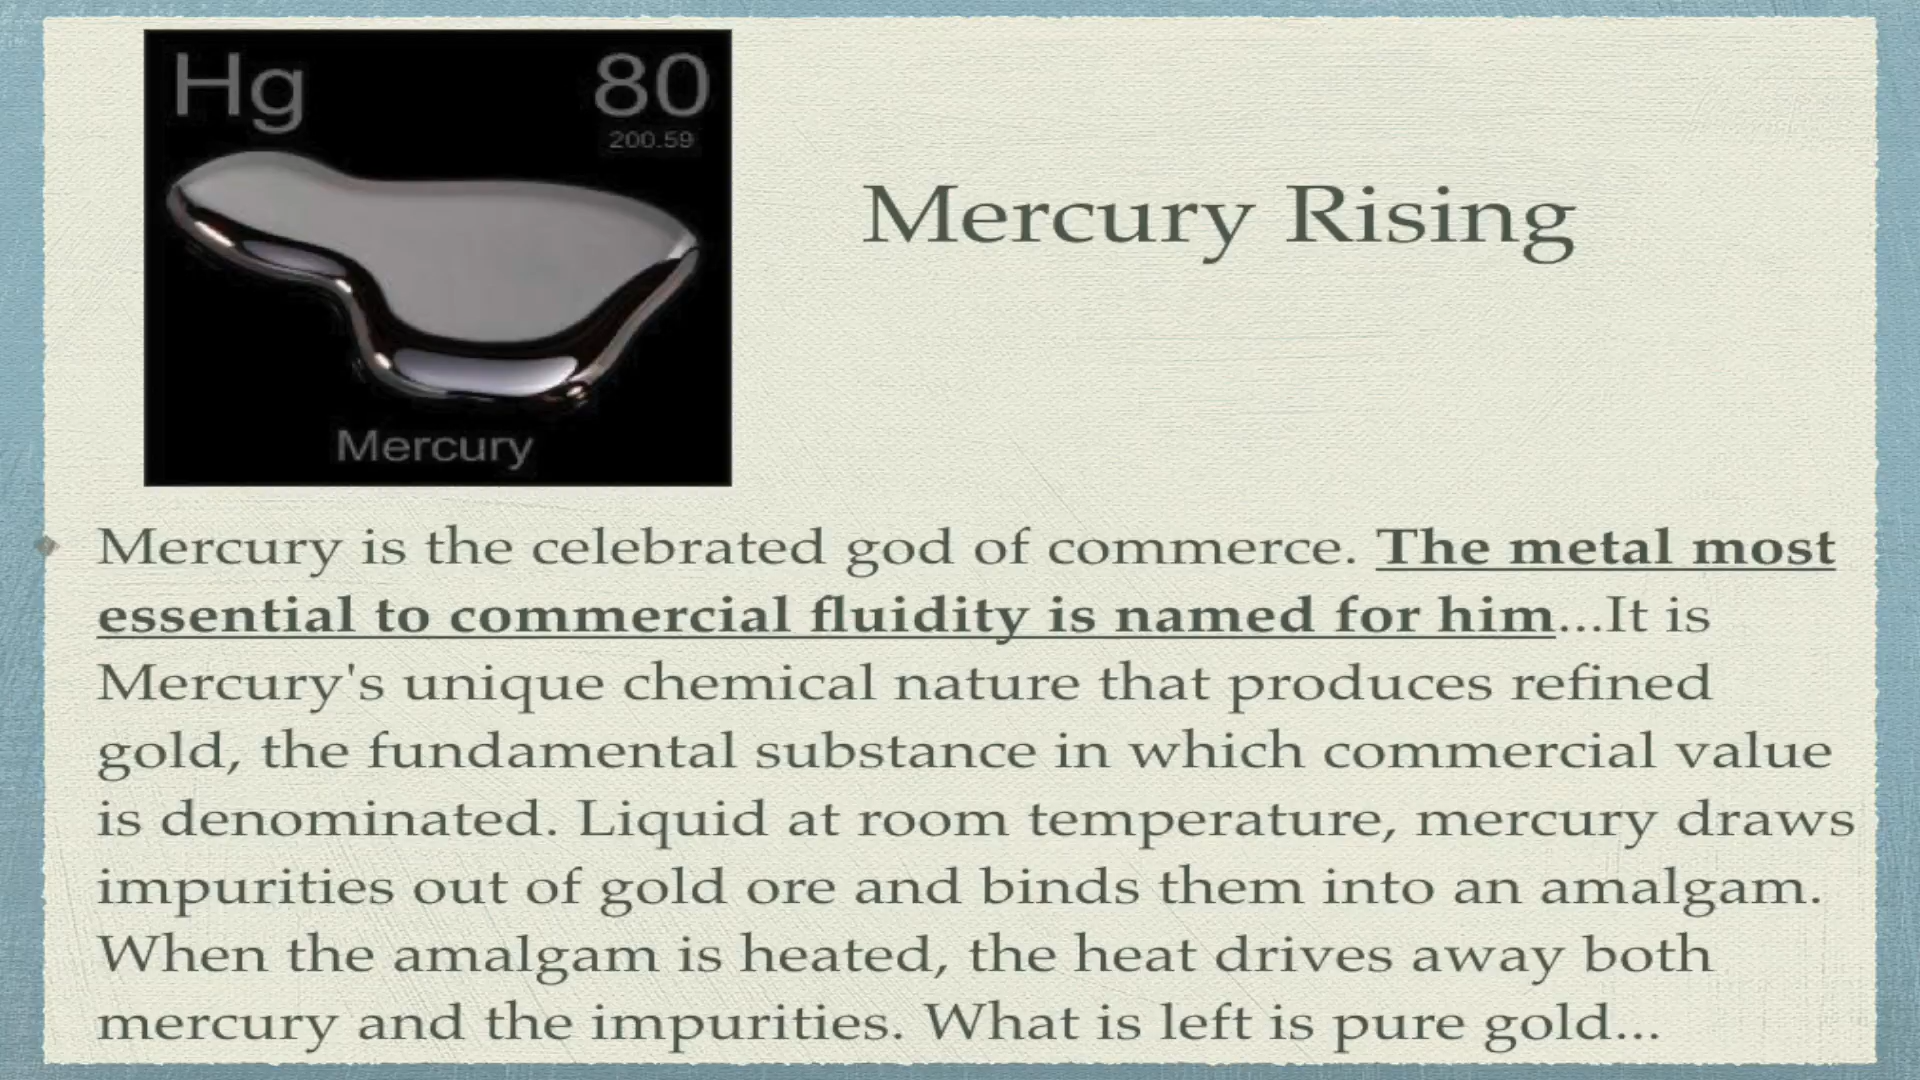 Hg
80
200.59
Mercury
Mercury Rising
Mercury is the celebrated god of commerce. The metal most
essential to commercial fluidity is named for him...It is
Mercury's unique chemical nature that produces refined
gold, the fundamental substance in which commercial value
is denominated. Liquid at room temperature, mercury draws
impurities out of gold ore and binds them into an amalgam.
When the amalgam is heated, the heat drives away both
mercury and the impurities. What is left is pure gold...